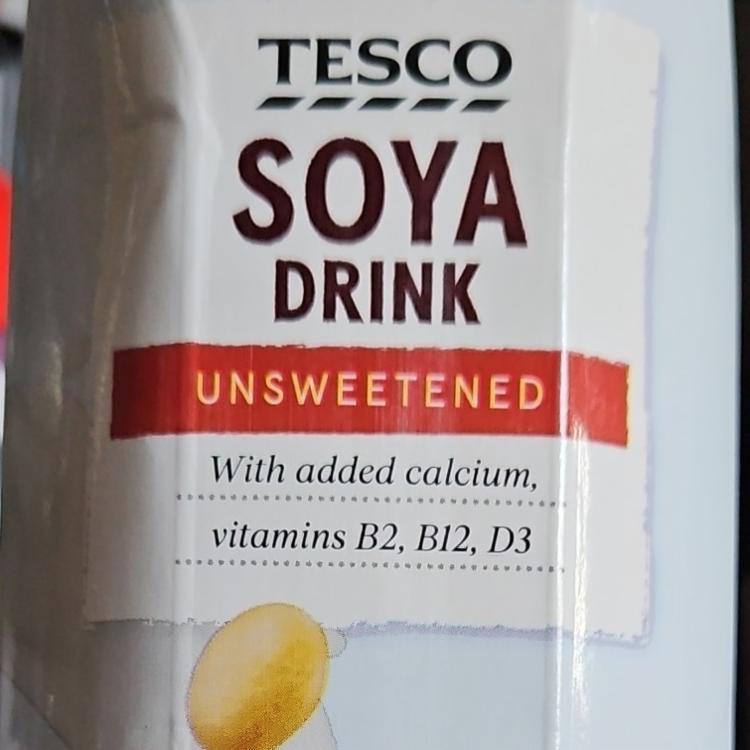 TESCO
SOYA
DRINK
UNSWEETENED
With added calcium,
vitamins B2, B12, D3